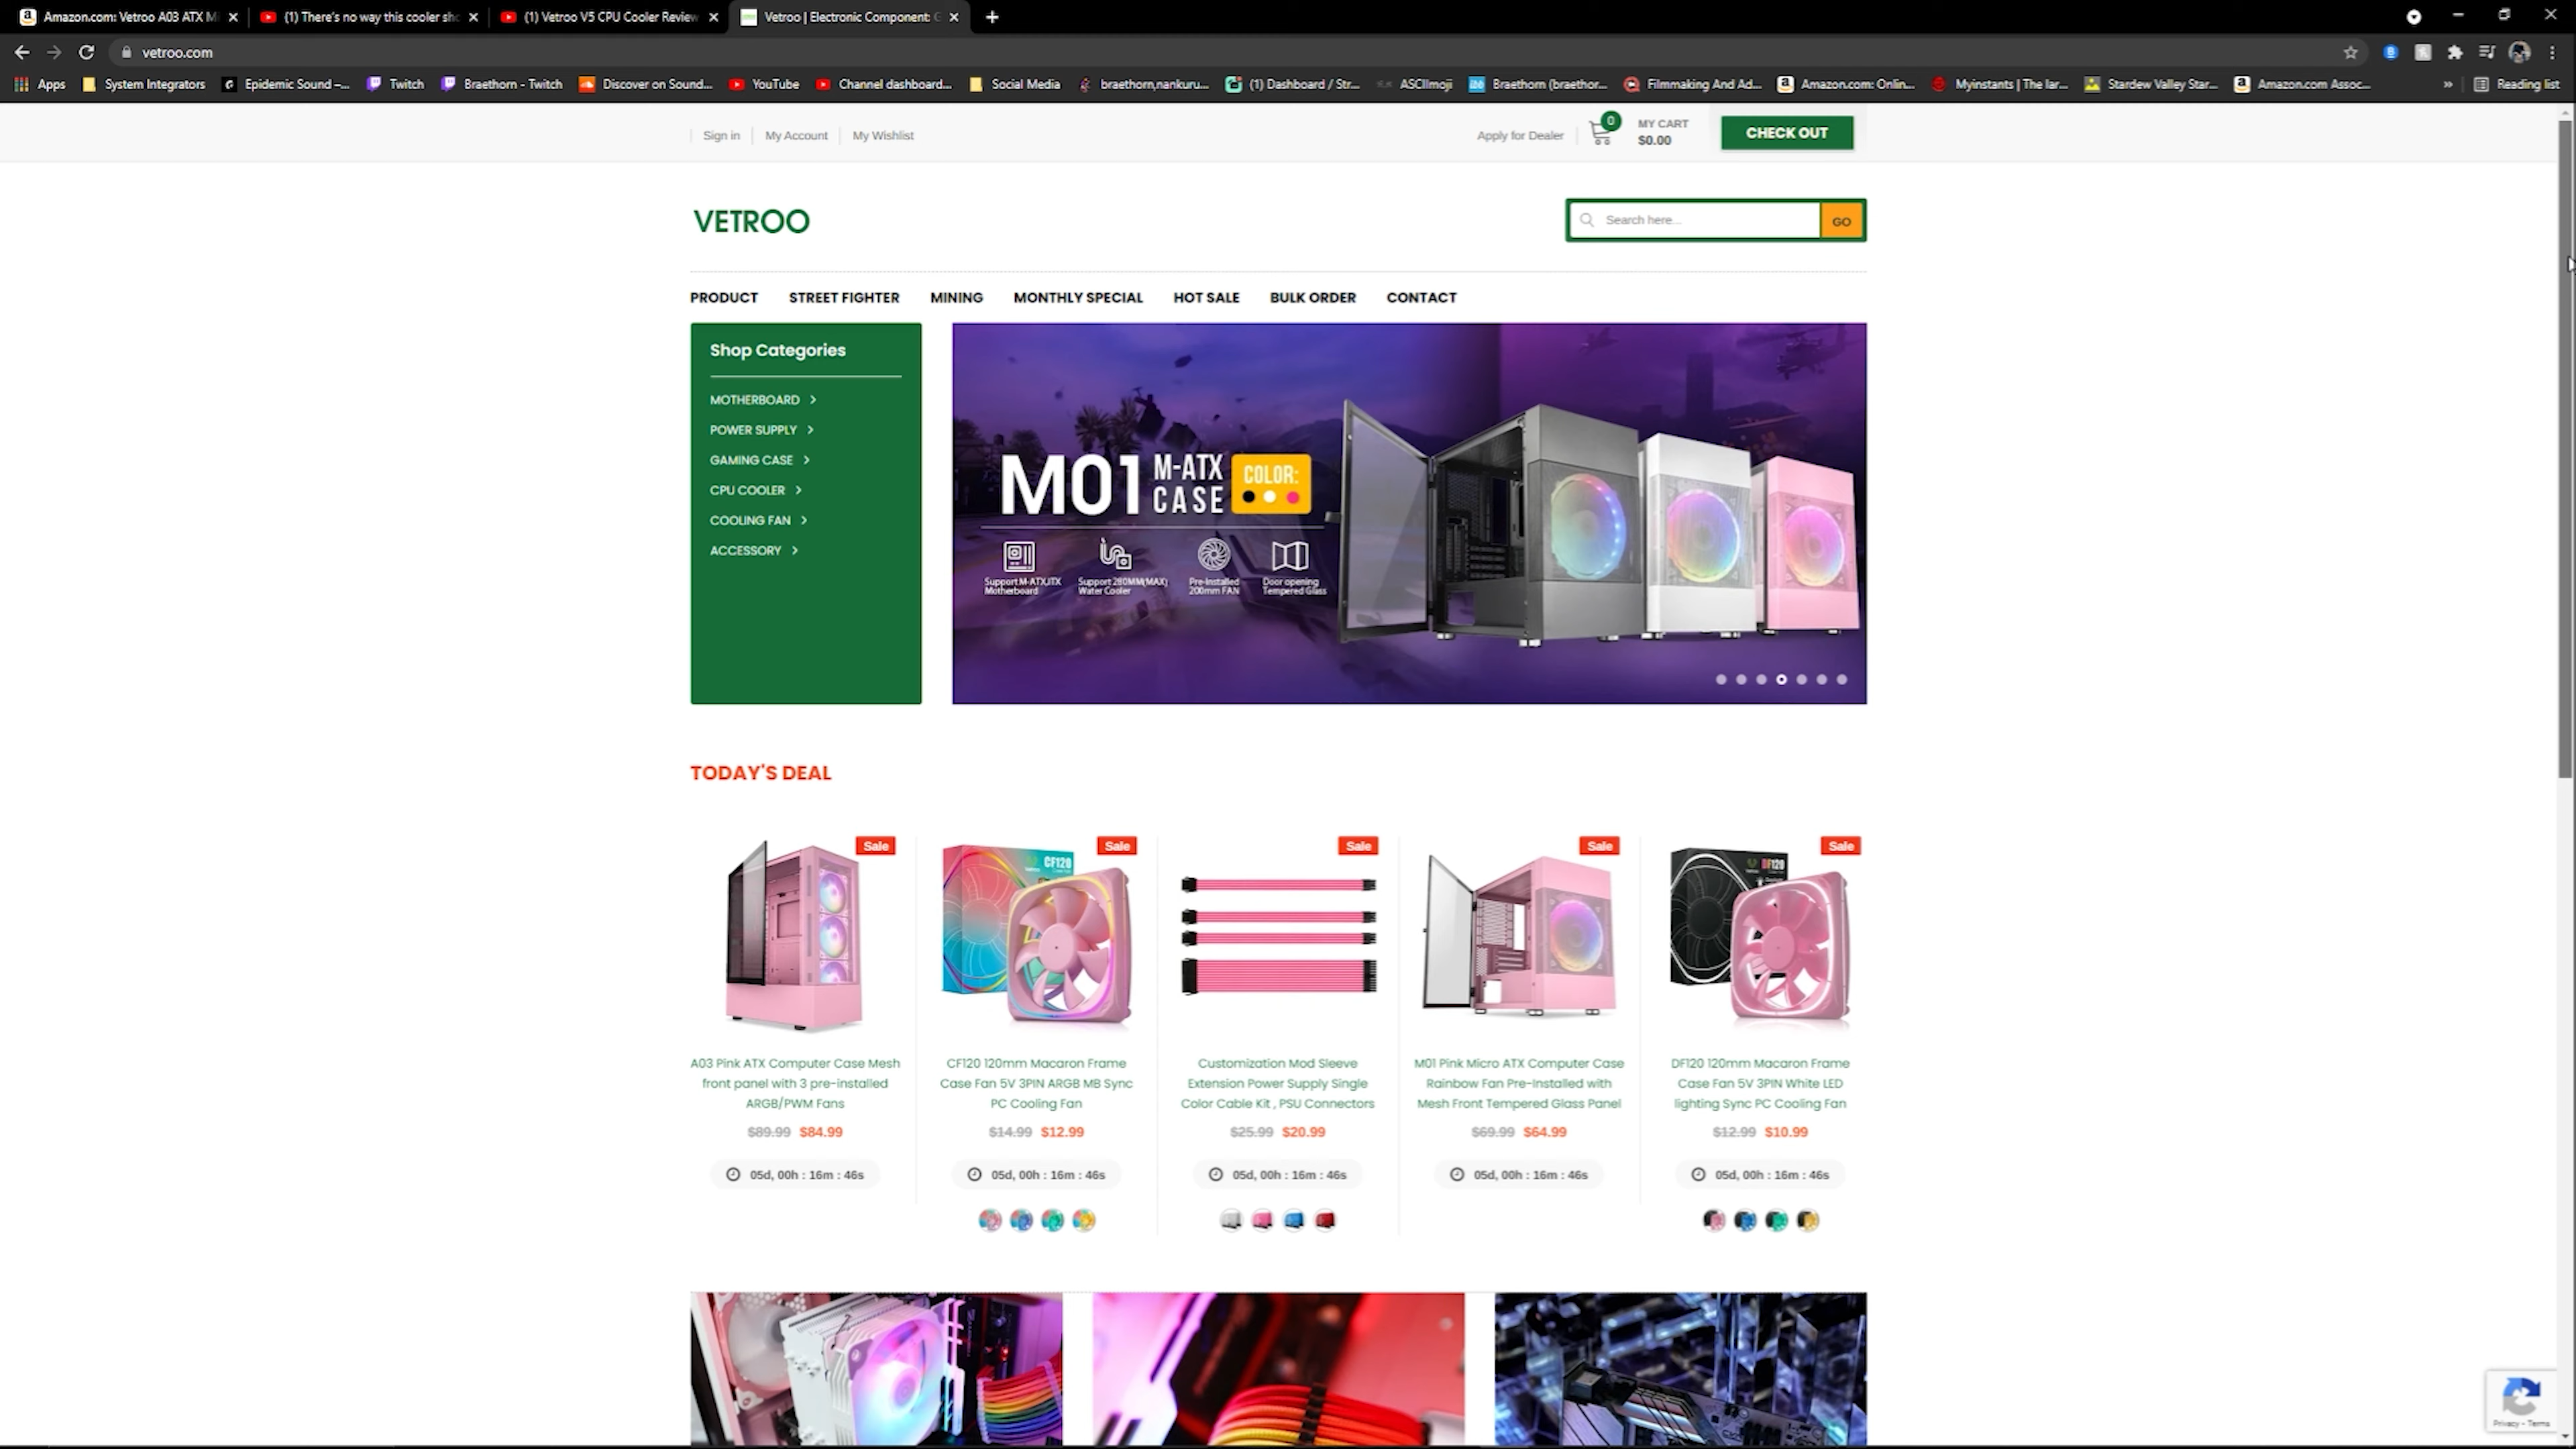 Amazon.com: Vetroo A03 ATX Mi
(1) There's no way this cooler sho
(1) Vetroo V5 CPU Cooler Review
Vetroo | Electronic Component: G
vetroo.com
Apps
System Integrators
Epidemic Sound –...
Twitch
Braethorn - Twitch
Discover on Sound...
YouTube
Channel dashboard...
Social Media
braethorn,nankuru...
(1) Dashboard / Str...
ASCIImoji
Braethorn (braethor...
Filmmaking And Ad...
Amazon.com: Onlin...
Myinstants | The lar...
Stardew Valley Star...
Amazon.com Assoc...
»
Reading list
Sign in
My Account
My Wishlist
Apply for Dealer
0
MY CART
$0.00
CHECK OUT
VETROO
Search here...
GO
PRODUCT
STREET FIGHTER
MINING
MONTHLY SPECIAL
HOT SALE
BULK ORDER
CONTACT
Shop Categories
MOTHERBOARD
POWER SUPPLY
GAMING CASE
CPU COOLER
COOLING FAN
ACCESSORY
M01
M-ATX
CASE
COLOR:
Support M-ATX,ITX
Motherboard
Support 280MM(MAX)
Water Cooler
Pre-Installed
200mm FAN
Door opening
Tempered Glass
TODAY'S DEAL
Sale
A03 Pink ATX Computer Case Mesh
front panel with 3 pre-installed
ARGB/PWM Fans
$89.99 $84.99
05d, 00h : 16m : 46s
Sale
CF120
CF120 120mm Macaron Frame
Case Fan 5V 3PIN ARGB MB Sync
PC Cooling Fan
$14.99 $12.99
05d, 00h : 16m : 46s
Sale
Customization Mod Sleeve
Extension Power Supply Single
Color Cable Kit , PSU Connectors
$25.99 $20.99
05d, 00h : 16m : 46s
Sale
M01 Pink Micro ATX Computer Case
Rainbow Fan Pre-Installed with
Mesh Front Tempered Glass Panel
$69.99 $64.99
05d, 00h : 16m : 46s
Sale
DF120
DF120 120mm Macaron Frame
Case Fan 5V 3PIN White LED
lighting Sync PC Cooling Fan
$12.99 $10.99
05d, 00h : 16m : 46s
Privacy - Terms